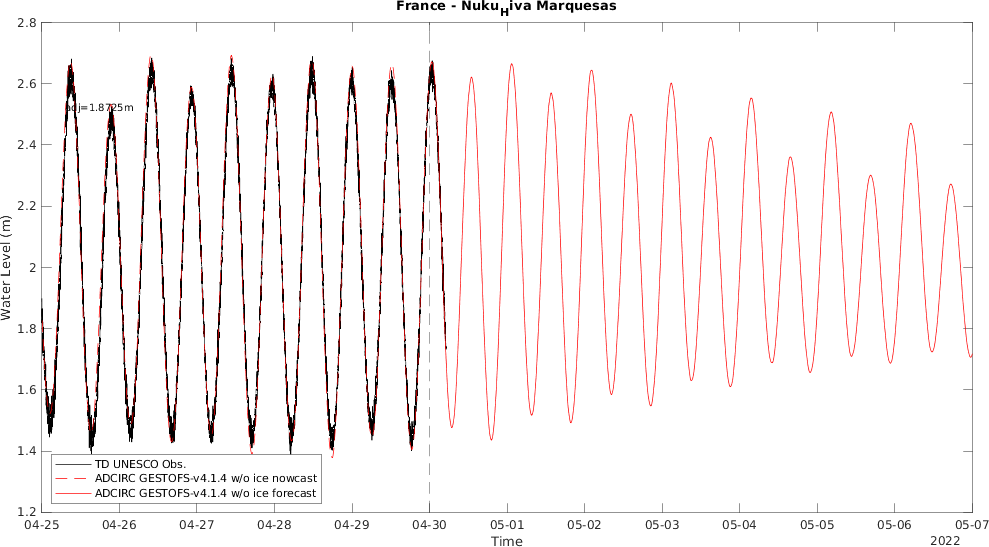 France - Nuku_Hiva Marquesas
2.8
2.6
adj=1.8725m
2.4
2.2
2
1.8
1.6
1.4
1.2
Water Level (m)
TD UNESCO Obs.
ADCIRC GESTOFS-v4.1.4 w/o ice nowcast
ADCIRC GESTOFS-v4.1.4 w/o ice forecast
04-25 04-26 04-27 04-28 04-29 04-30 05-01 05-02 05-03 05-04 05-05 05-06 05-07
Time
2022